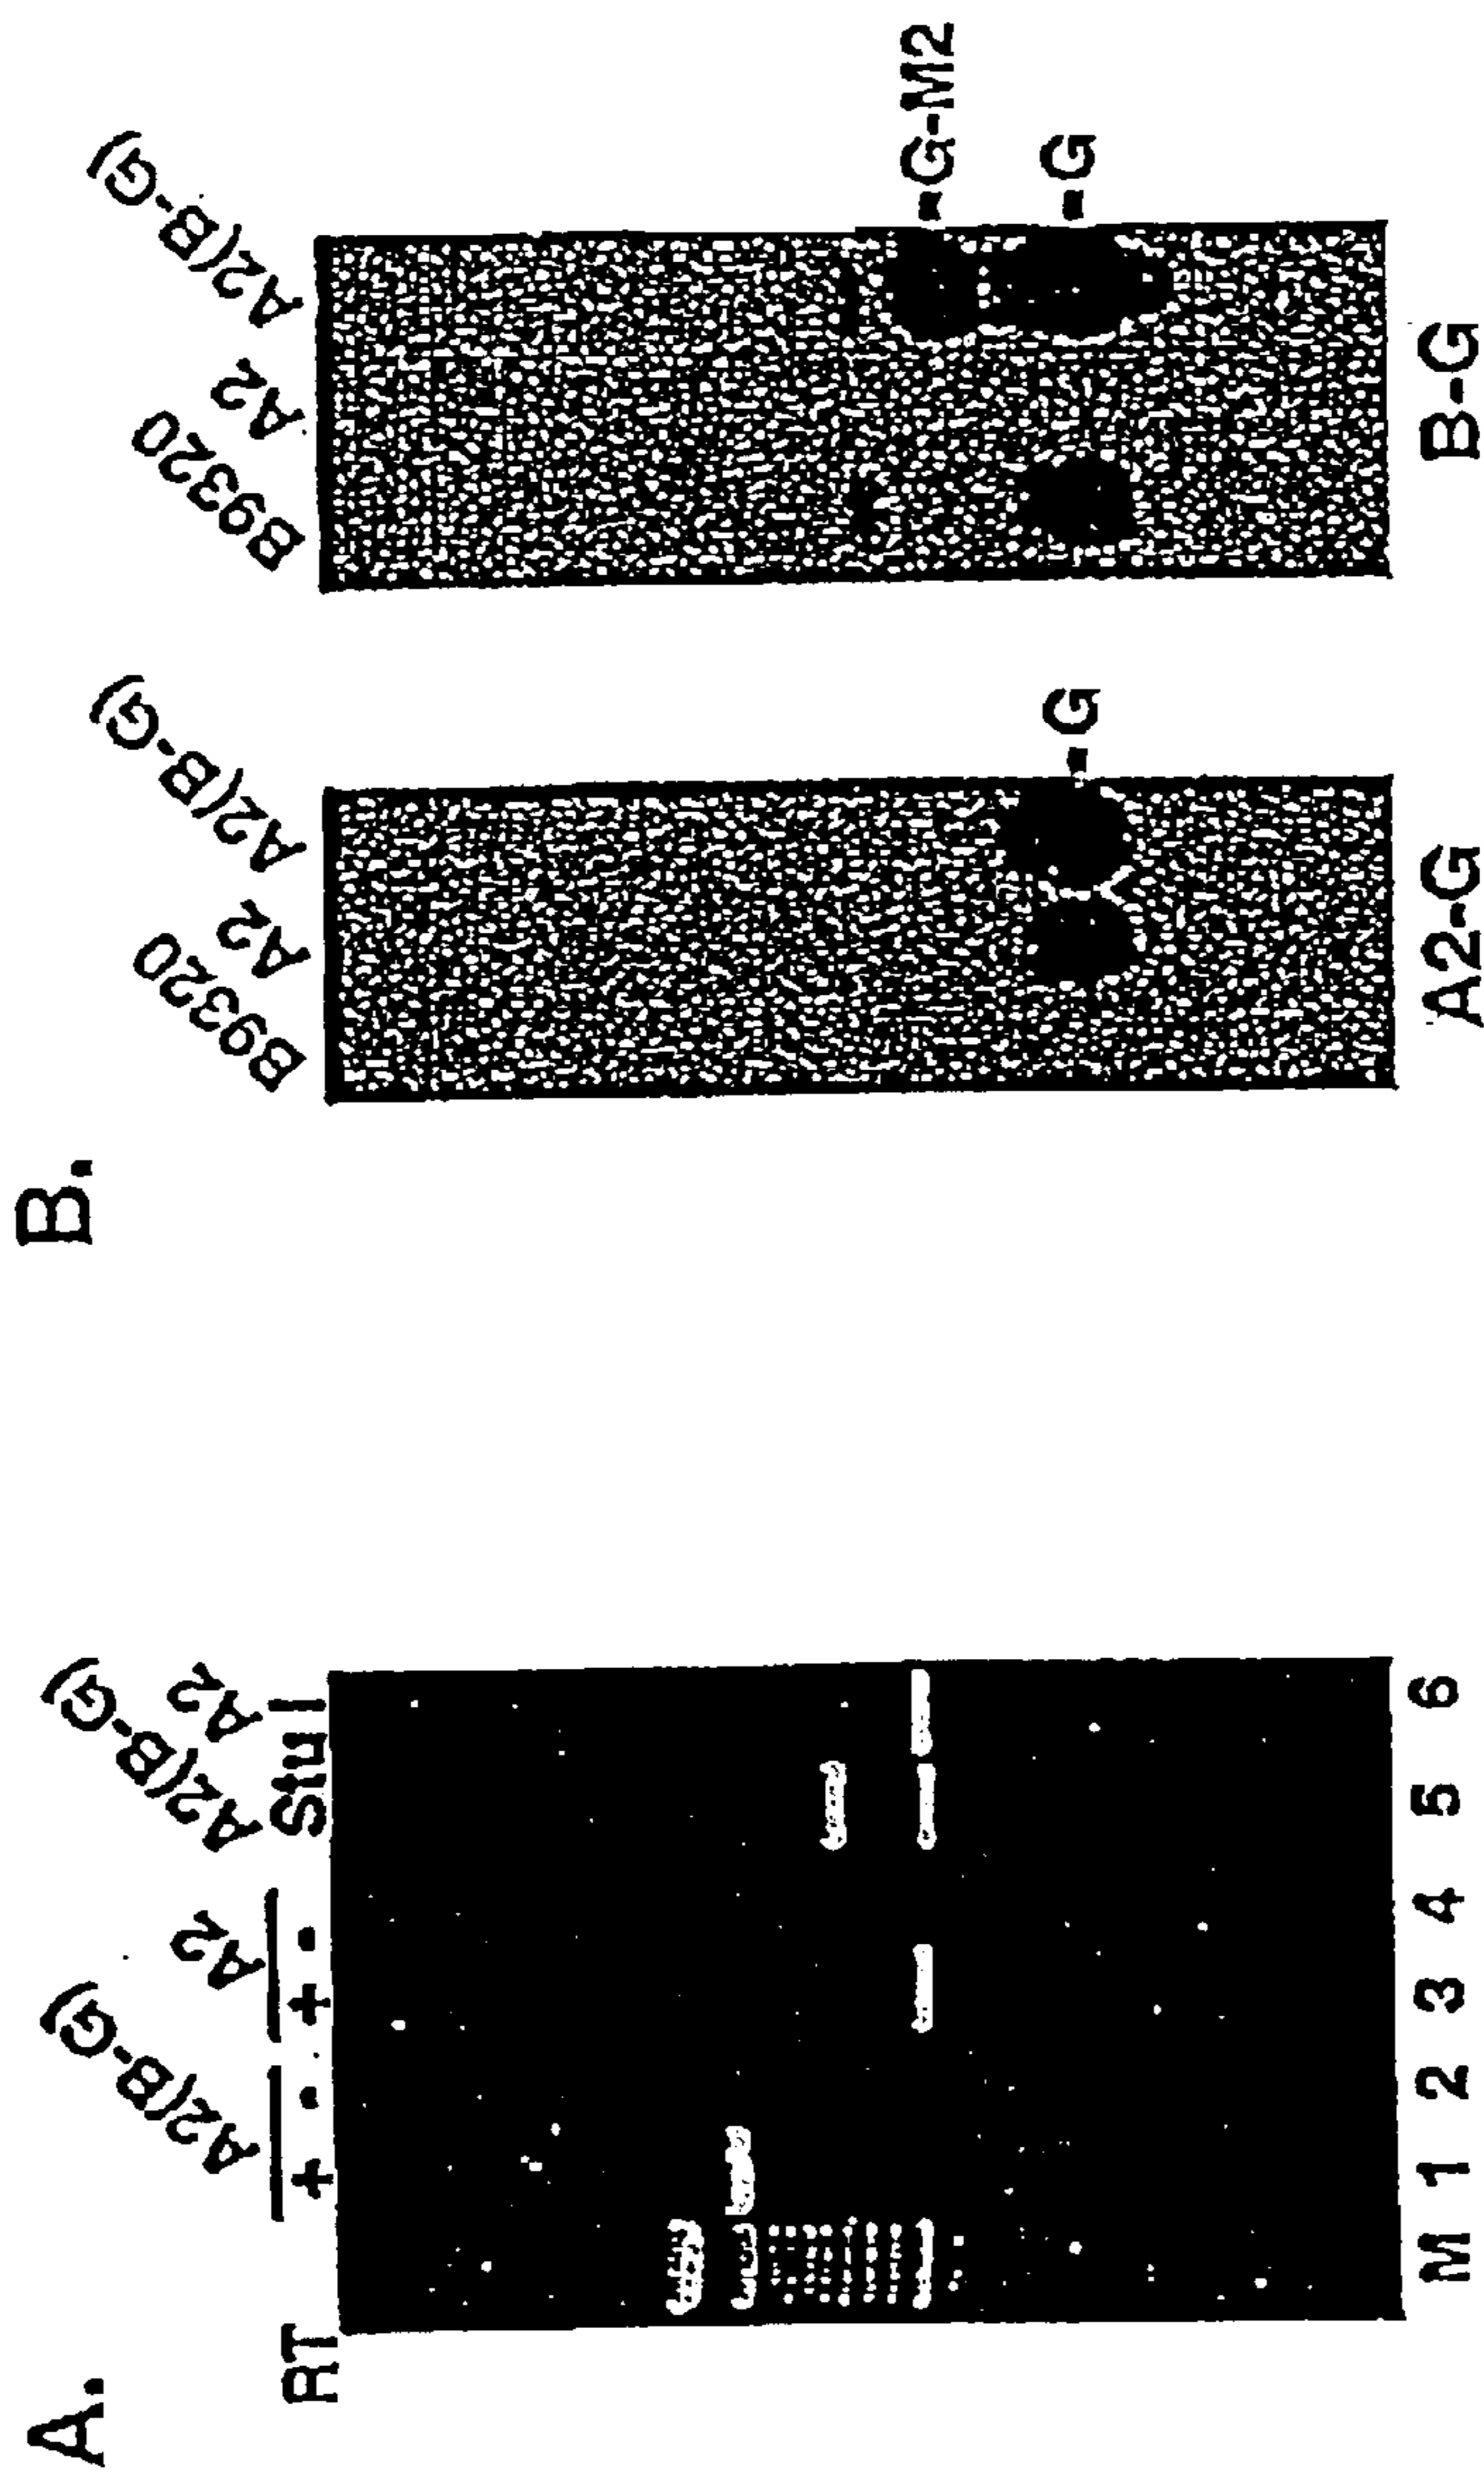 A.
A2/(B-G) A2 A2/(B-G) A2
RT + - + - Stu I
M 1 2 3 4 5 6
B.
B9320 A2 A2/(B-G)
-G
A2-G
B9320 A2 A2/(B-G)
-G-M2
-G
B-G